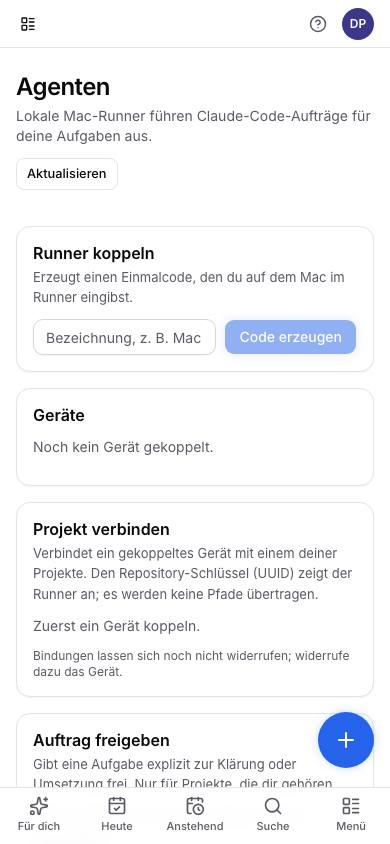 DP
Agenten
Lokale Mac-Runner führen Claude-Code-Aufträge für
deine Aufgaben aus.
Aktualisieren
Runner koppeln
Erzeugt einen Einmalcode, den du auf dem Mac im
Runner eingibst.
Bezeichnung, z. B. Mac
Code erzeugen
Geräte
Noch kein Gerät gekoppelt.
Projekt verbinden
Verbindet ein gekoppeltes Gerät mit einem deiner
Projekte. Den Repository-Schlüssel (UUID) zeigt der
Runner an; es werden keine Pfade übertragen.
Zuerst ein Gerät koppeln.
Bindungen lassen sich noch nicht widerrufen; widerrufe
dazu das Gerät.
Auftrag freigeben
Gibt eine Aufgabe explizit zur Klärung oder
Umsetzung frei. Nur für Projekte, die dir gehören
Für dich
Heute
Anstehend
Suche
Menü